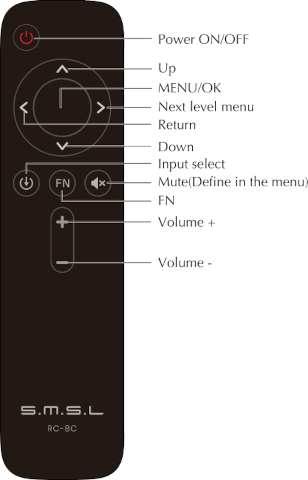 Power ON/OFF
Up
MENU/OK
Next level menu
Return
Down
Input select
Mute(Define in the menu)
FN
FN
Volume +
Volume -
S.M.S.L
RC-8C